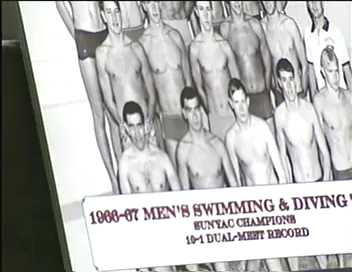 1966-67 MEN'S SWIMMING & DIVING
SUNYAC CHAMPIONS
10-1 DUAL-MEET RECORD